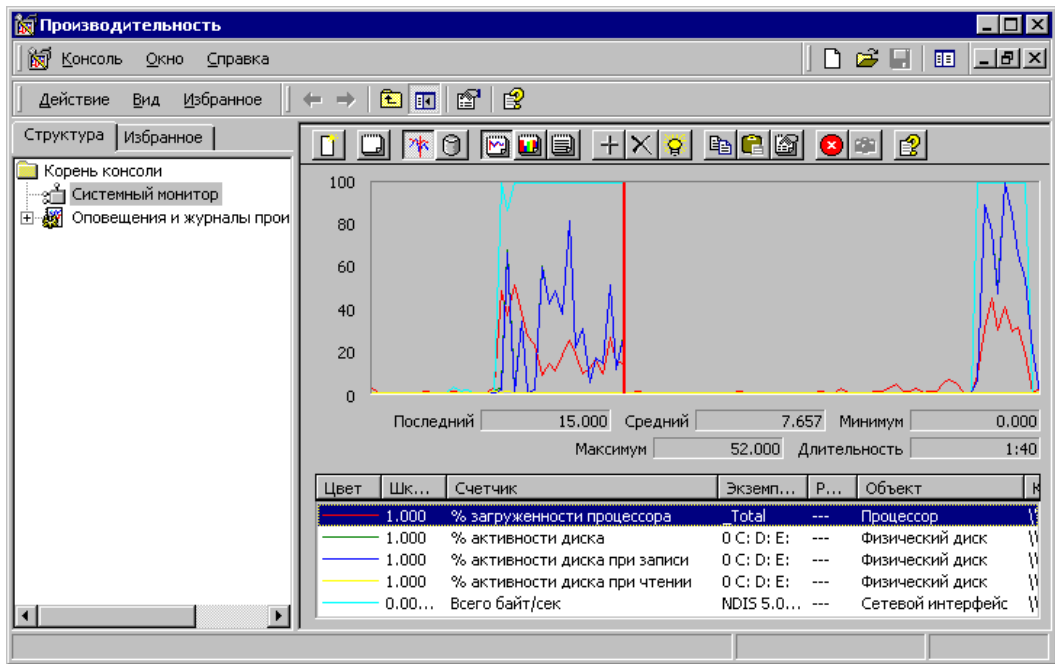 Производительность
Консоль Окно Справка
Действие Вид Избранное
Структура Избранное
Корень консоли
Системный монитор
Оповещения и журналы прои
100
80
60
40
20
0
Последний 15.000 Средний 7.657 Минимум 0.000
Максимум 52.000 Длительность 1:40
Цвет Шк... Счетчик Экземп... Р... Объект К
1.000 % загруженности процессора _Total --- Процессор \\
1.000 % активности диска 0 C: D: E: --- Физический диск \\
1.000 % активности диска при записи 0 C: D: E: --- Физический диск \\
1.000 % активности диска при чтении 0 C: D: E: --- Физический диск \\
0.00... Всего байт/сек NDIS 5.0... --- Сетевой интерфейс \\